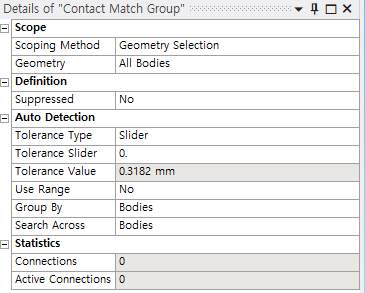 Details of "Contact Match Group"
Scope
Scoping Method Geometry Selection
Geometry All Bodies
Definition
Suppressed No
Auto Detection
Tolerance Type Slider
Tolerance Slider 0.
Tolerance Value 0.3182 mm
Use Range No
Group By Bodies
Search Across Bodies
Statistics
Connections 0
Active Connections 0